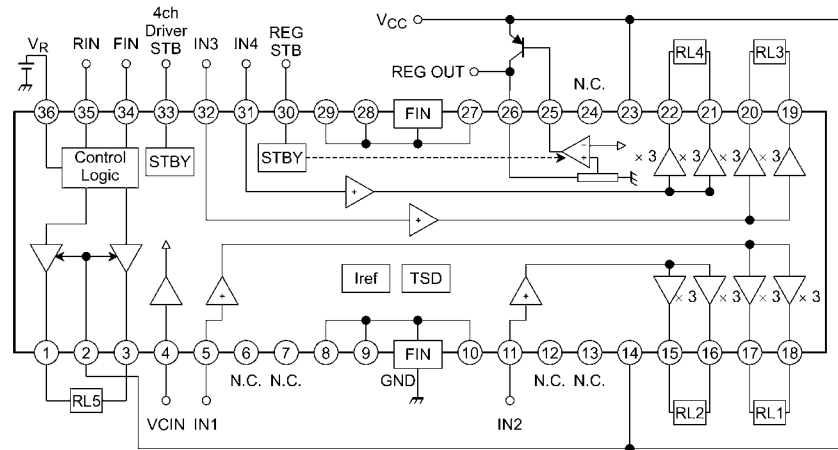 4ch
Driver
STB
REG
STB
VR RIN FIN IN3 IN4
VCC
REG OUT
N.C.
RL4 RL3
36 35 34 33 32 31 30 29 28 FIN 27 26 25 24 23 22 21 20 19
Control
Logic
STBY STBY
- +
× 3 × 3 × 3 × 3
+
+
+ Iref TSD +
× 3 × 3 × 3 × 3
1 2 3 4 5 6 7 8 9 FIN 10 11 12 13 14 15 16 17 18
N.C. N.C. GND N.C. N.C.
RL5 RL2 RL1
VCIN IN1 IN2